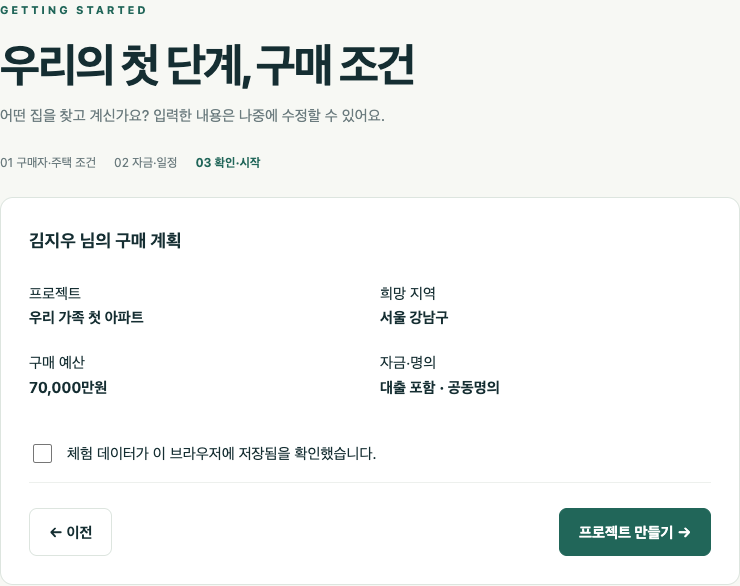 GETTING STARTED
우리의 첫 단계, 구매 조건
어떤 집을 찾고 계신가요? 입력한 내용은 나중에 수정할 수 있어요.
01 구매자·주택 조건 02 자금·일정 03 확인·시작
김지우 님의 구매 계획
프로젝트
우리 가족 첫 아파트
희망 지역
서울 강남구
구매 예산
70,000만원
자금·명의
대출 포함 · 공동명의
체험 데이터가 이 브라우저에 저장됨을 확인했습니다.
← 이전
프로젝트 만들기 →